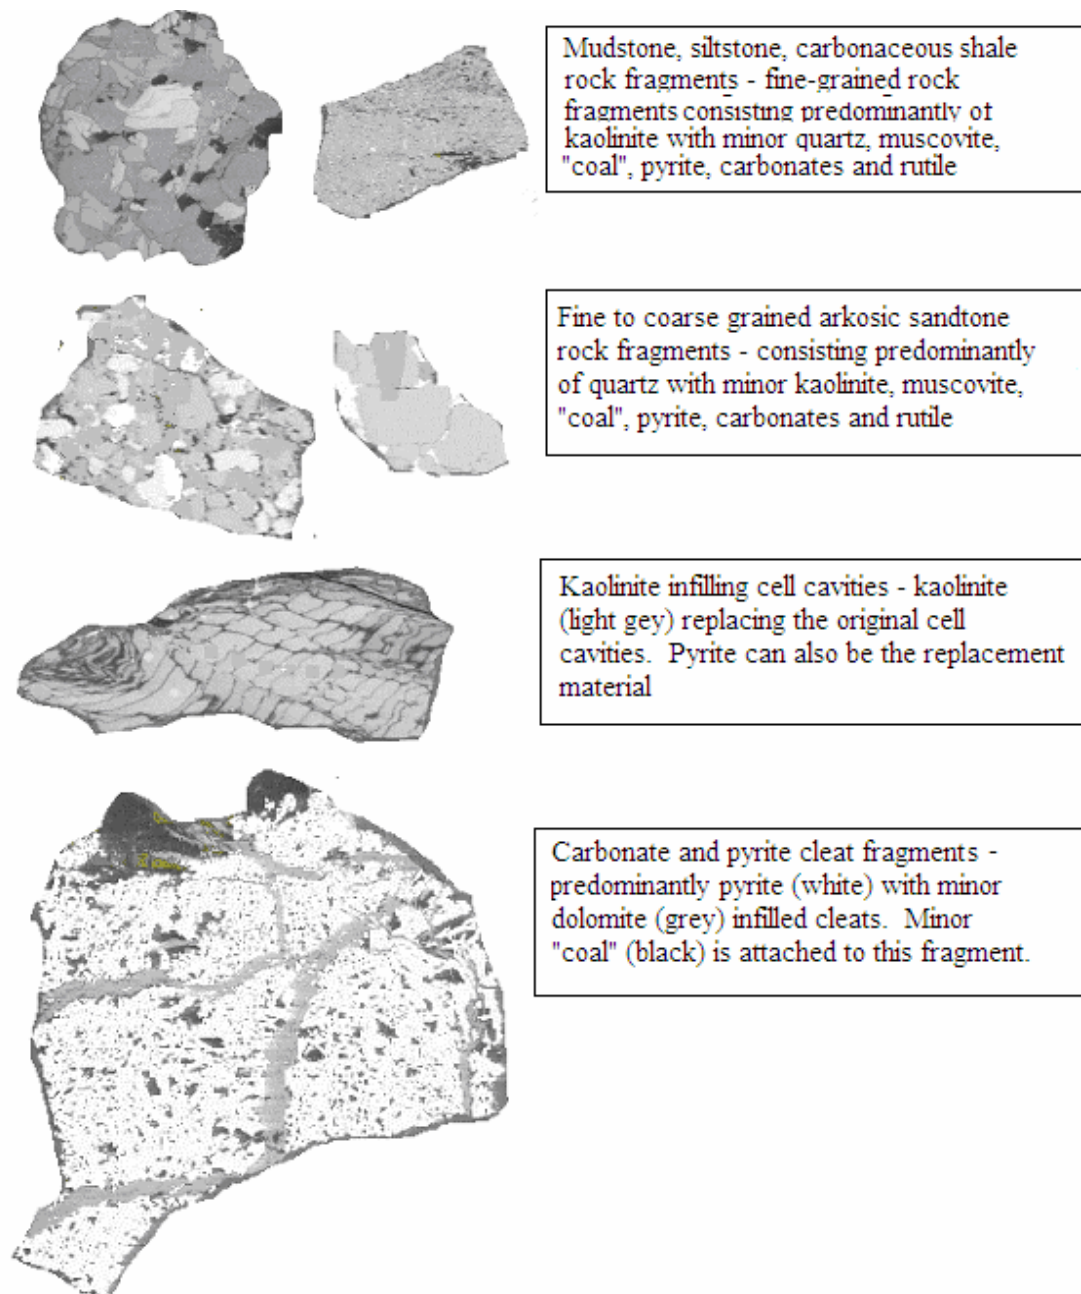 Mudstone, siltstone, carbonaceous shale
rock fragments - fine-grained rock
fragments consisting predominantly of
kaolinite with minor quartz, muscovite,
"coal", pyrite, carbonates and rutile
Fine to coarse grained arkosic sandtone
rock fragments - consisting predominantly
of quartz with minor kaolinite, muscovite,
"coal", pyrite, carbonates and rutile
Kaolinite infilling cell cavities - kaolinite
(light gey) replacing the original cell
cavities.  Pyrite can also be the replacement
material
Carbonate and pyrite cleat fragments -
predominantly pyrite (white) with minor
dolomite (grey) infilled cleats.  Minor
"coal" (black) is attached to this fragment.